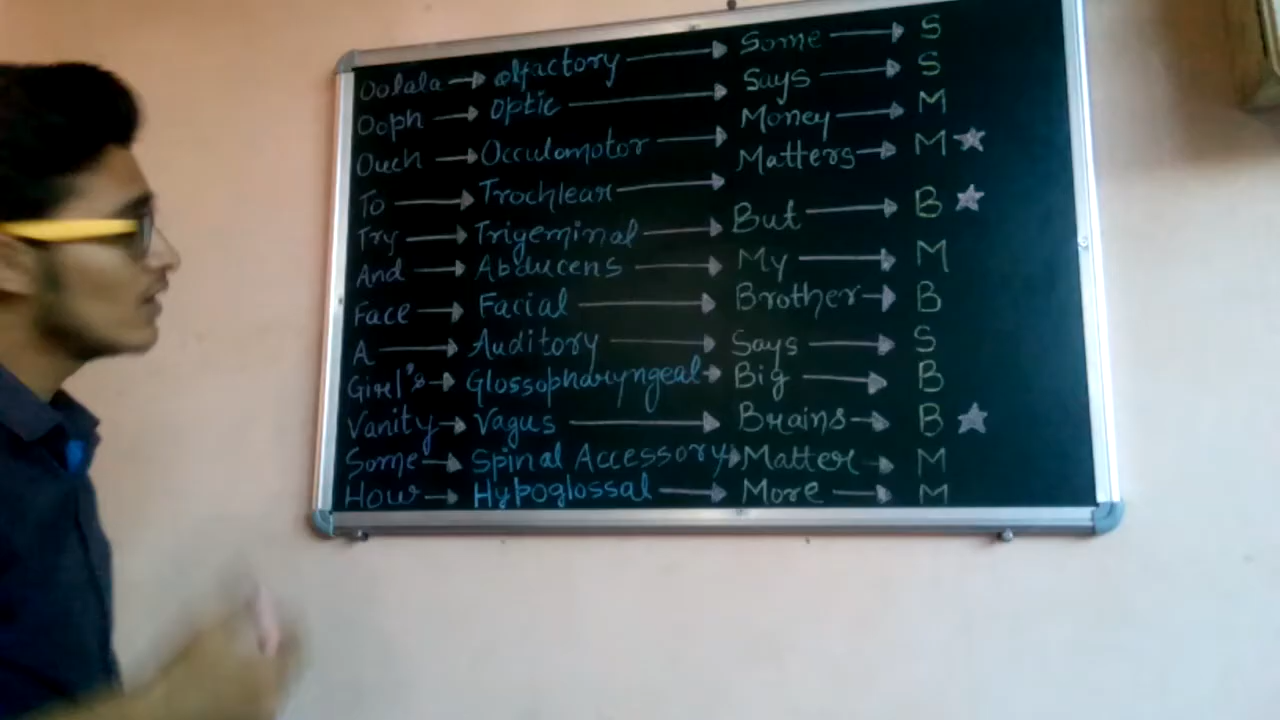 Oolala → olfactory → Some → S
Ooph → optic → Says → S
Ouch → Occulomotor → Money → M
To → Trochlear → Matters → M ★
Try → Trigeminal → But → B ★
And → Abducens → My → M
Face → Facial → Brother → B
A → Auditory → Says → S
Girl's → Glossopharyngeal → Big → B
Vanity → Vagus → Brains → B ★
Some → Spinal Accessory → Matter → M
How → Hypoglossal → More → M